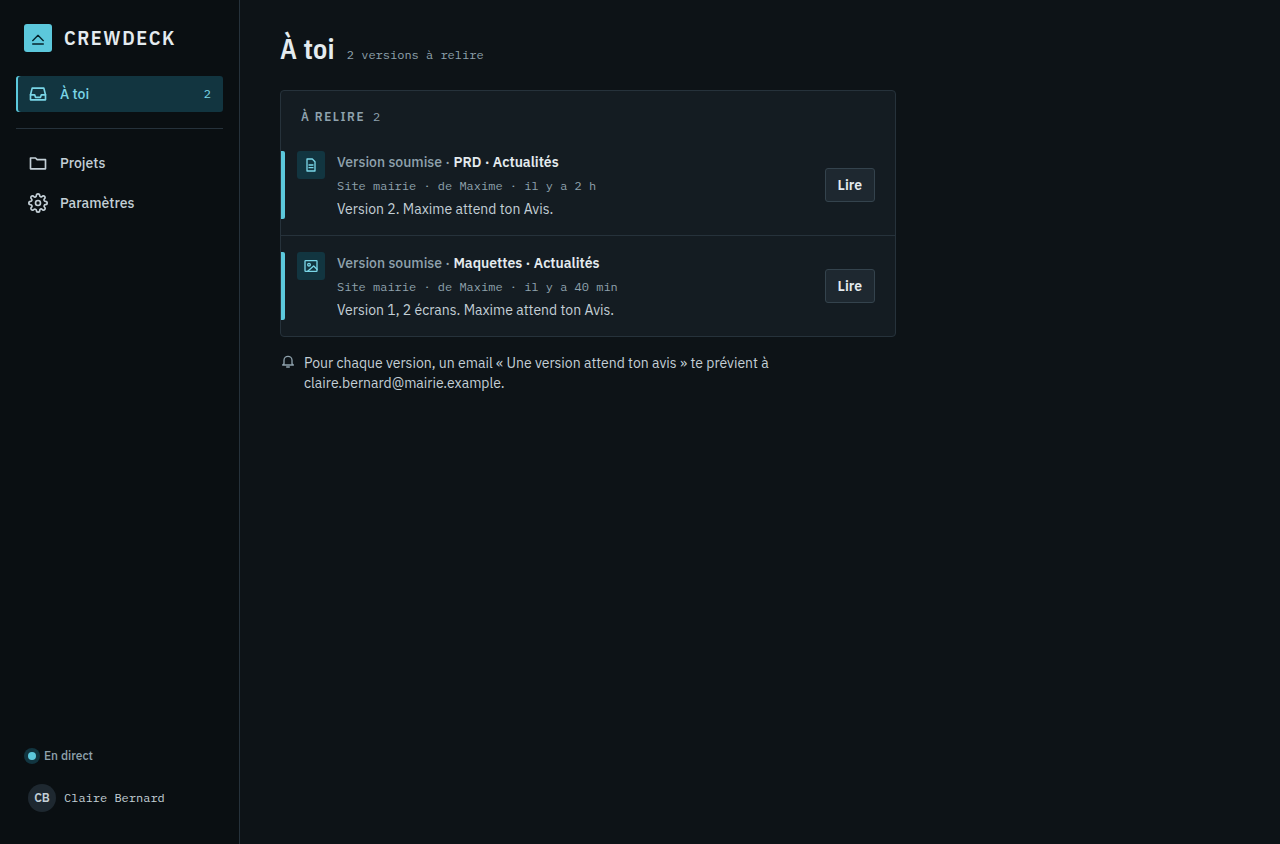 CREWDECK
À toi 2
Projets
Paramètres
En direct
CB Claire Bernard
À toi 2 versions à relire
À RELIRE 2
Version soumise · PRD · Actualités
Site mairie · de Maxime · il y a 2 h
Version 2. Maxime attend ton Avis.
Lire
Version soumise · Maquettes · Actualités
Site mairie · de Maxime · il y a 40 min
Version 1, 2 écrans. Maxime attend ton Avis.
Lire
Pour chaque version, un email « Une version attend ton avis » te prévient à
claire.bernard@mairie.example.